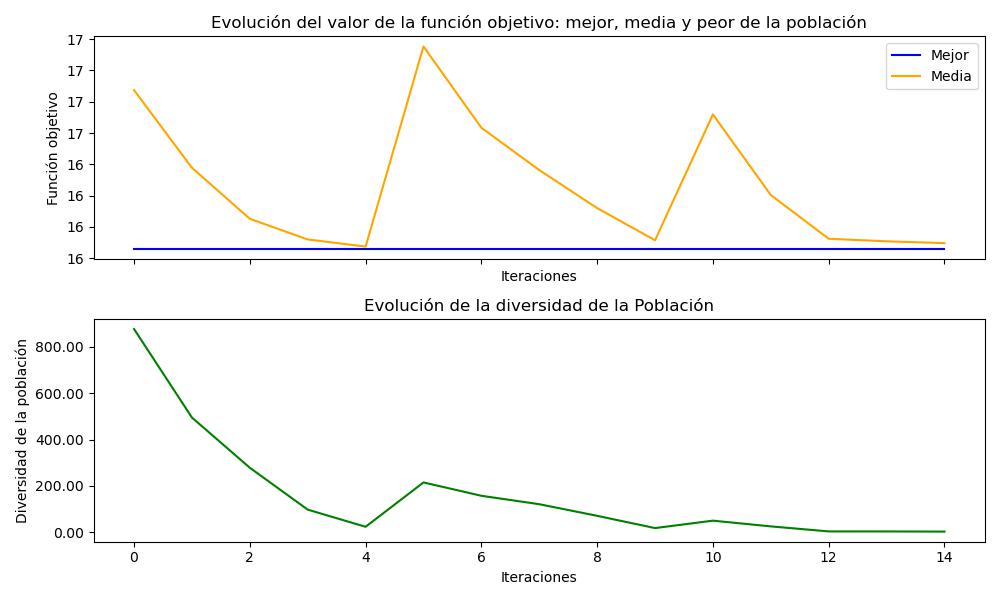 Evolución del valor de la función objetivo: mejor, media y peor de la población
17
17
17
17
16
16
16
16
Función objetivo
Mejor
Media
Iteraciones
Evolución de la diversidad de la Población
800.00
600.00
400.00
200.00
0.00
Diversidad de la población
0 2 4 6 8 10 12 14
Iteraciones